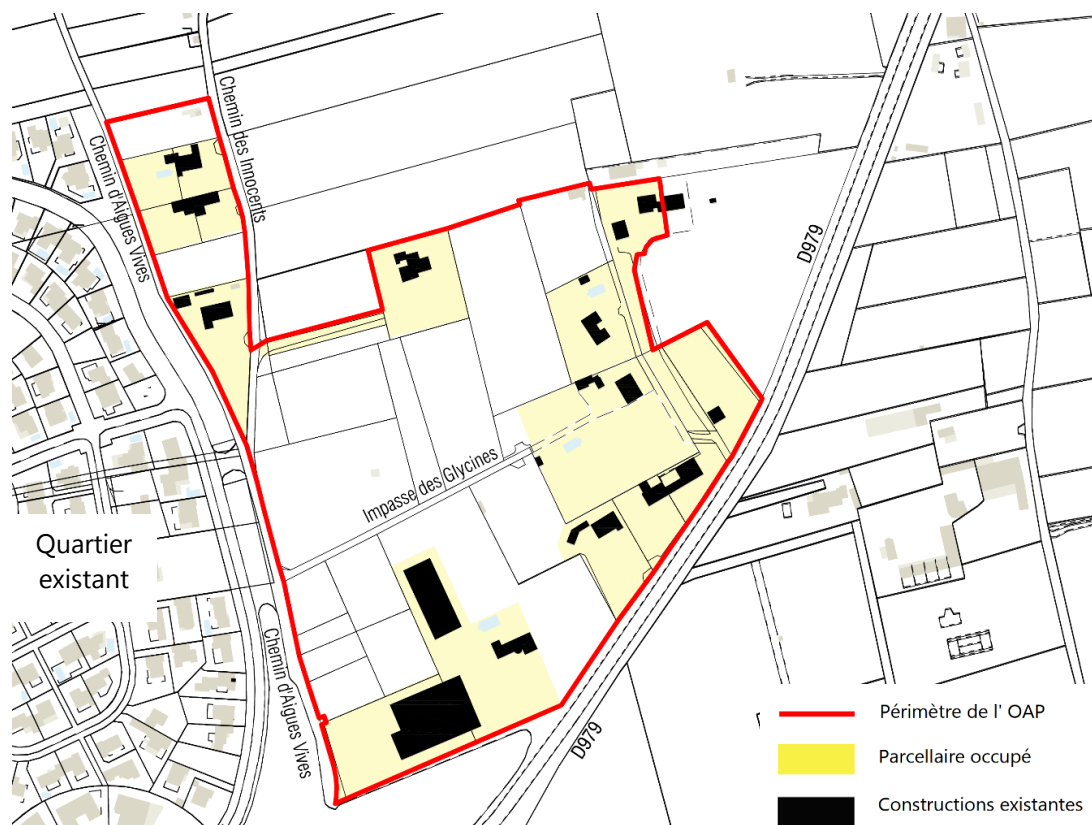 Chemin des Innocents
Chemin d'Aigues Vives
D979
Impasse des Glycines
Quartier
existant
Chemin d'Aigues Vives
D979
Périmètre de l' OAP
Parcellaire occupé
Constructions existantes